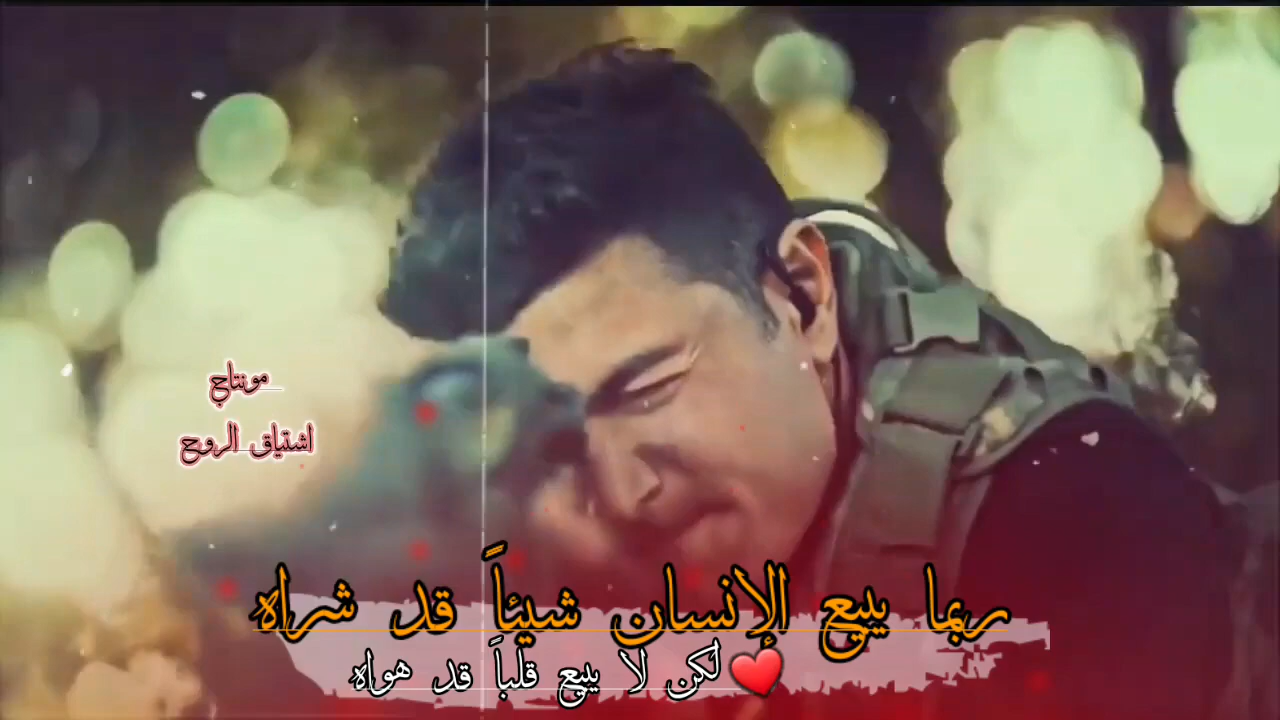 مونتاج
اشتياق الروح
ربما يبيع الإنسان شيئاً قد شراه
❤️لكن لا يبيع قلباً قد هواه